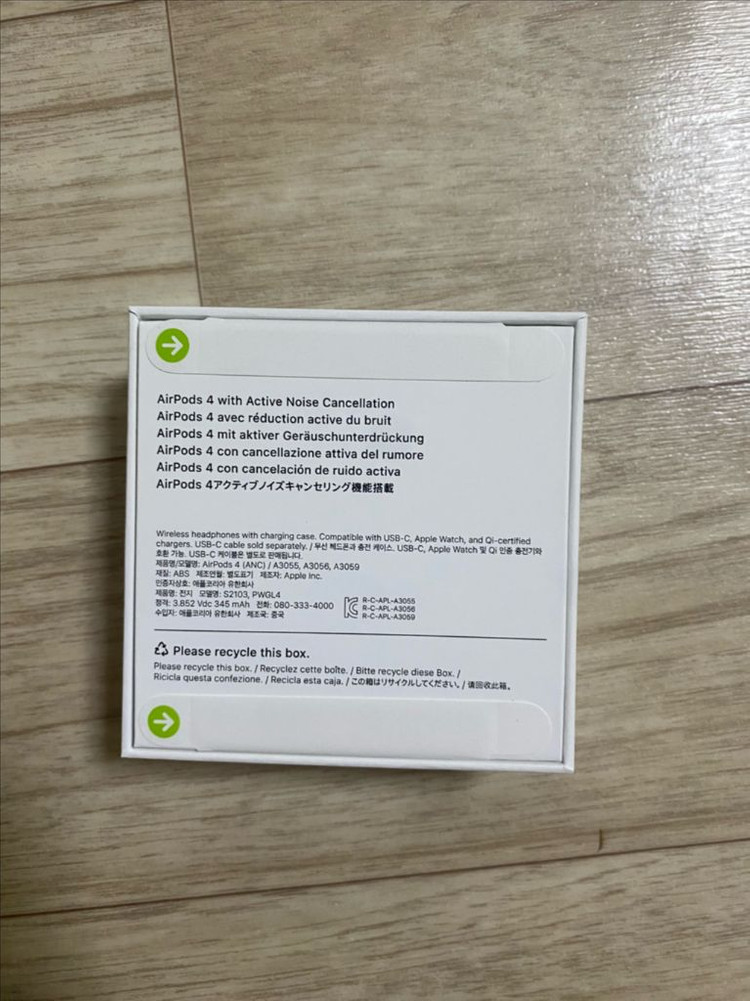 AirPods 4 with Active Noise Cancellation
AirPods 4 avec réduction active du bruit
AirPods 4 mit aktiver Geräuschunterdrückung
AirPods 4 con cancellazione attiva del rumore
AirPods 4 con cancelación de ruido activa
AirPods 4アクティブノイズキャンセリング機能搭載
Wireless headphones with charging case. Compatible with USB-C, Apple Watch, and Qi-certified
chargers. USB-C cable sold separately. / 무선 헤드폰과 충전 케이스. USB-C, Apple Watch 및 Qi 인증 충전기와
호환 가능. USB-C 케이블은 별도로 판매됩니다.
제품명/모델명: AirPods 4 (ANC) / A3055, A3056, A3059
재질: ABS 제조연월: 별도표기 제조자: Apple Inc.
인증자상호: 애플코리아 유한회사
제품명: 전지 모델명: S2103, PWGL4
정격: 3.852 Vdc 345 mAh 전화: 080-333-4000
수입자: 애플코리아 유한회사 제조국: 중국
R-C-APL-A3055
R-C-APL-A3056
R-C-APL-A3059
Please recycle this box.
Please recycle this box. / Recyclez cette boîte. / Bitte recycle diese Box. /
Ricicla questa confezione. / Recicla esta caja. / この箱はリサイクルしてください。/ 请回收此箱。